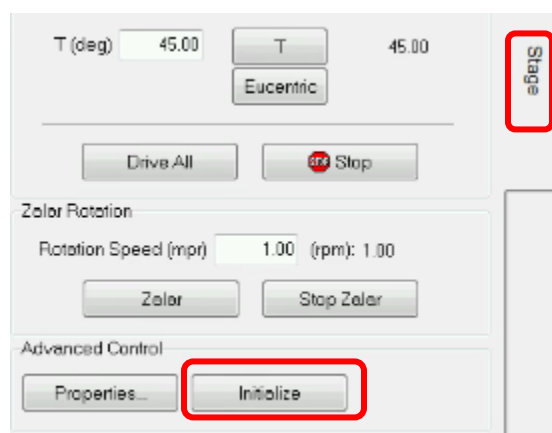 T (deg) 45.00 T 45.00
Stage
Eucentric
Drive All Stop
Zalar Rotation
Rotation Speed (mpr) 1.00 (rpm): 1.00
Zalar Stop Zalar
Advanced Control
Properties... Initialize